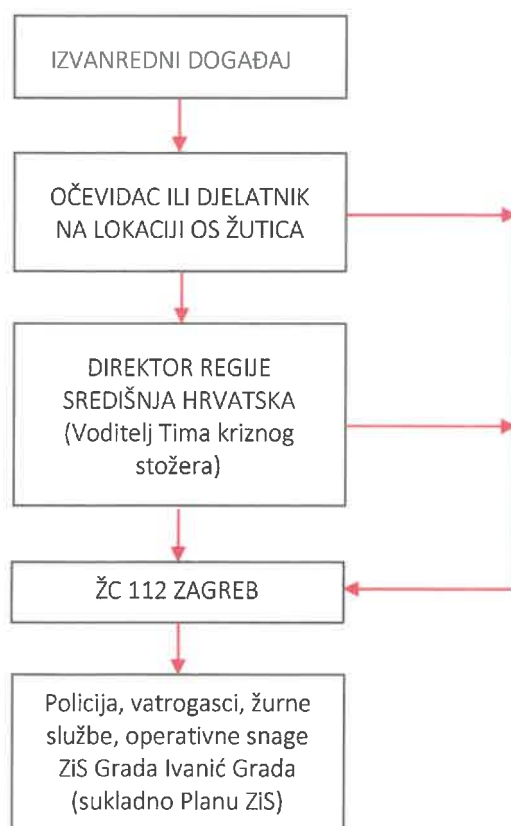 IZVANREDNI DOGAĐAJ
OČEVIDAC ILI DJELATNIK
NA LOKACIJI OS ŽUTICA
DIREKTOR REGIJE
SREDIŠNJA HRVATSKA
(Voditelj Tima kriznog
stožera)
ŽC 112 ZAGREB
Policija, vatrogasci, žurne
službe, operativne snage
ZiS Grada Ivanić Grada
(sukladno Planu ZiS)